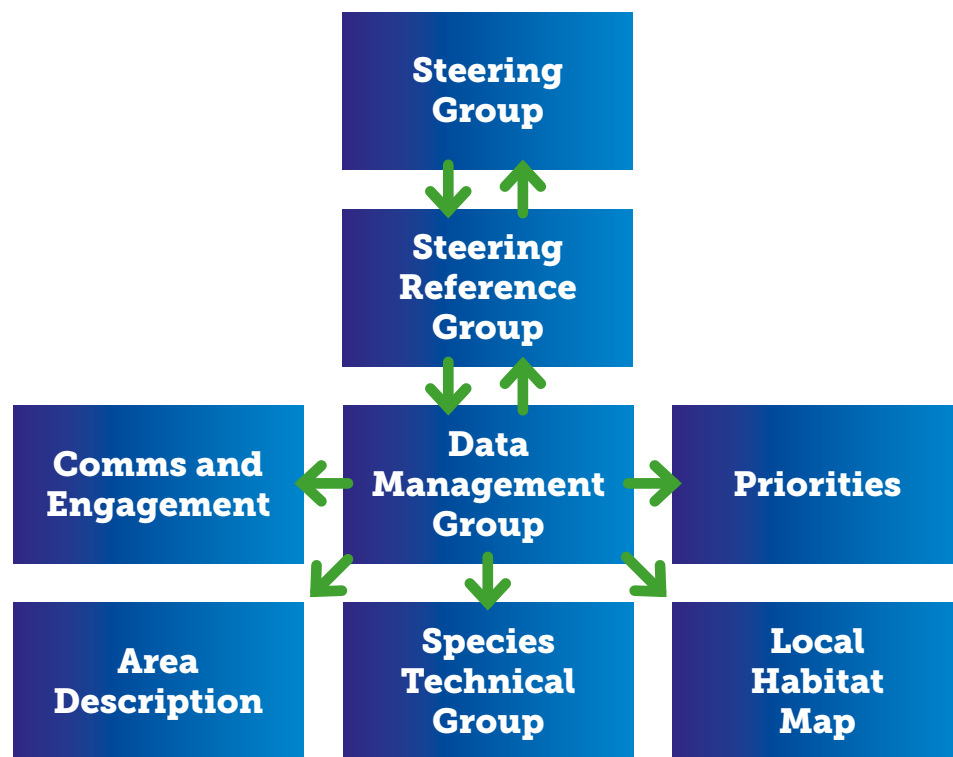 Steering
Group
Steering
Reference
Group
Comms and
Engagement
Data
Management
Group
Priorities
Area
Description
Species
Technical
Group
Local
Habitat
Map